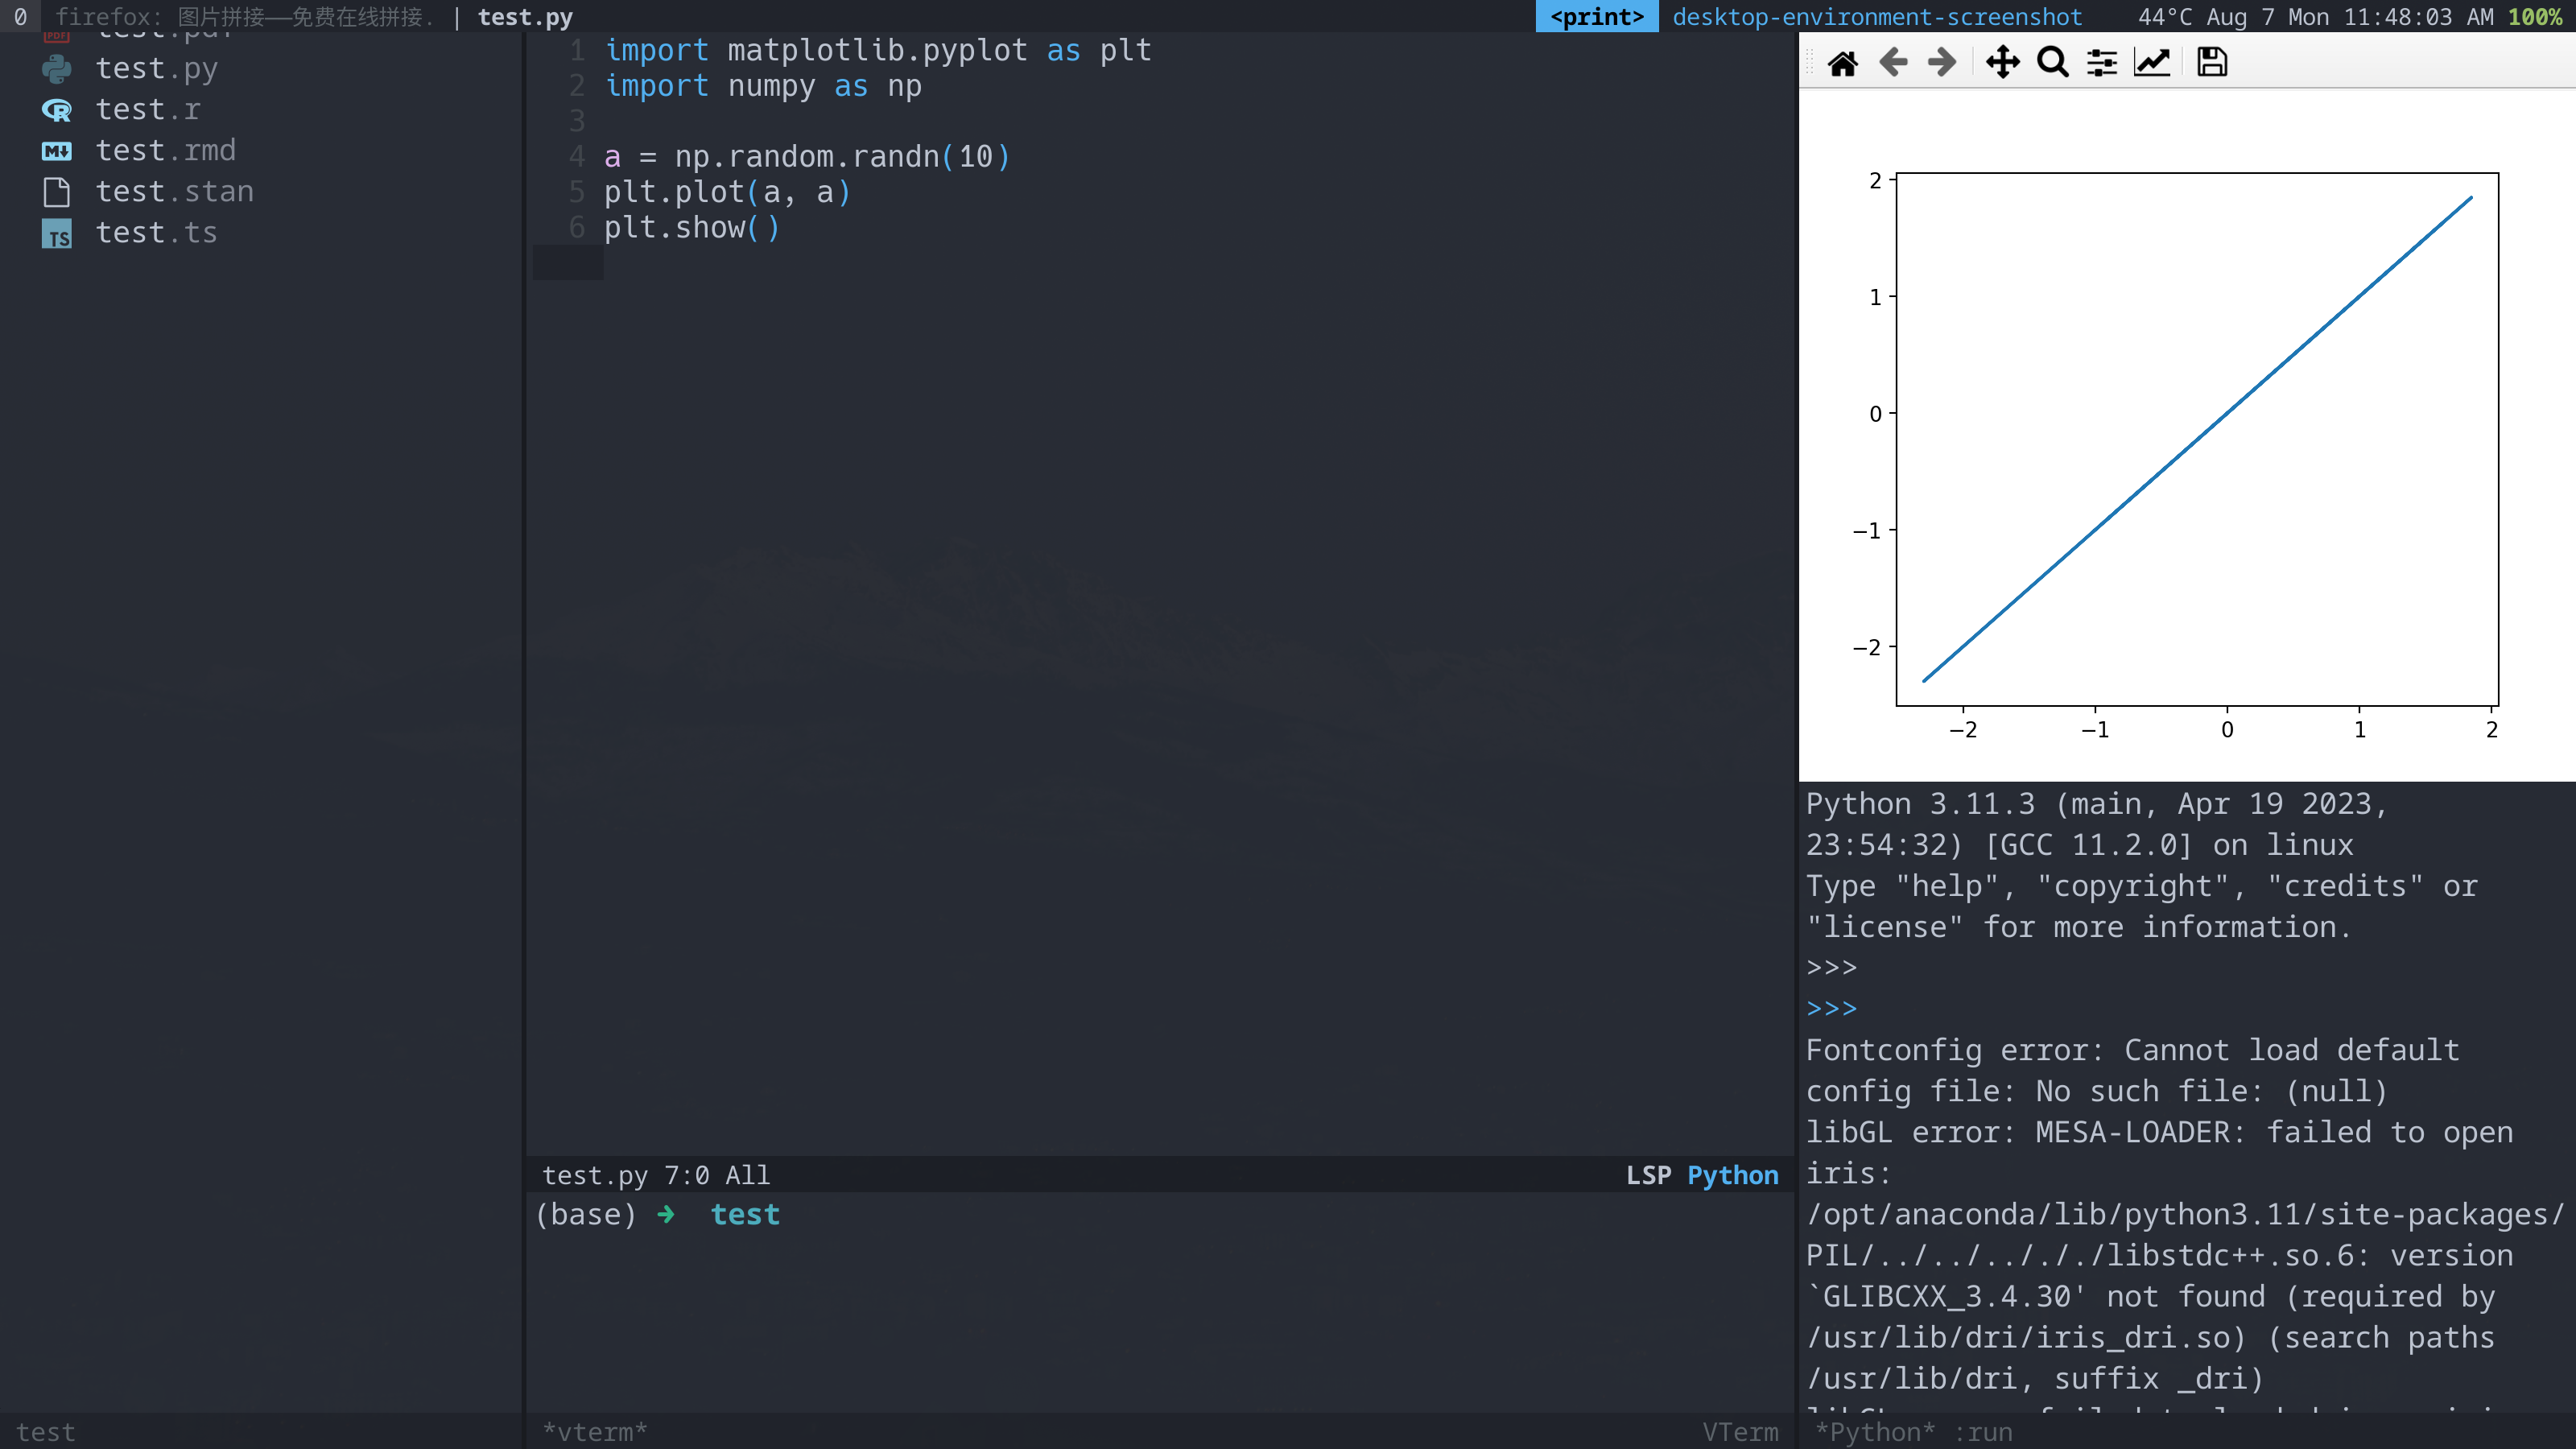 0 firefox: 图片拼接——免费在线拼接. | test.py <print> desktop-environment-screenshot 44°C Aug 7 Mon 11:48:03 AM 100%
test.pdf
test.py
test.r
test.rmd
test.stan
test.ts
test
1 import matplotlib.pyplot as plt
2 import numpy as np
3
4 a = np.random.randn(10)
5 plt.plot(a, a)
6 plt.show()
test.py 7:0 All LSP Python
(base) ➜ test
*vterm* VTerm
2
1
0
−1
−2
−2 −1 0 1 2
Python 3.11.3 (main, Apr 19 2023,
23:54:32) [GCC 11.2.0] on linux
Type "help", "copyright", "credits" or
"license" for more information.
>>>
>>>
Fontconfig error: Cannot load default
config file: No such file: (null)
libGL error: MESA-LOADER: failed to open
iris:
/opt/anaconda/lib/python3.11/site-packages/
PIL/../../.././././libstdc++.so.6: version
`GLIBCXX_3.4.30' not found (required by
/usr/lib/dri/iris_dri.so) (search paths
/usr/lib/dri, suffix _dri)
*Python* :run